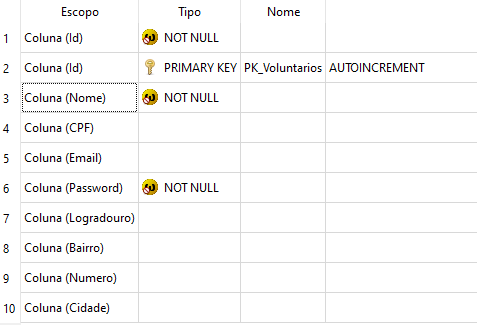 Escopo Tipo Nome
1 Coluna (Id) NOT NULL
2 Coluna (Id) PRIMARY KEY PK_Voluntarios AUTOINCREMENT
3 Coluna (Nome) NOT NULL
4 Coluna (CPF)
5 Coluna (Email)
6 Coluna (Password) NOT NULL
7 Coluna (Logradouro)
8 Coluna (Bairro)
9 Coluna (Numero)
10 Coluna (Cidade)